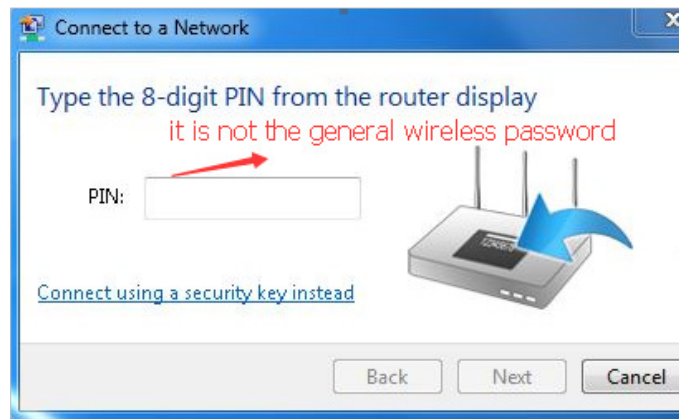 Connect to a Network
Type the 8-digit PIN from the router display
it is not the general wireless password
PIN:
Connect using a security key instead
Back
Next
Cancel